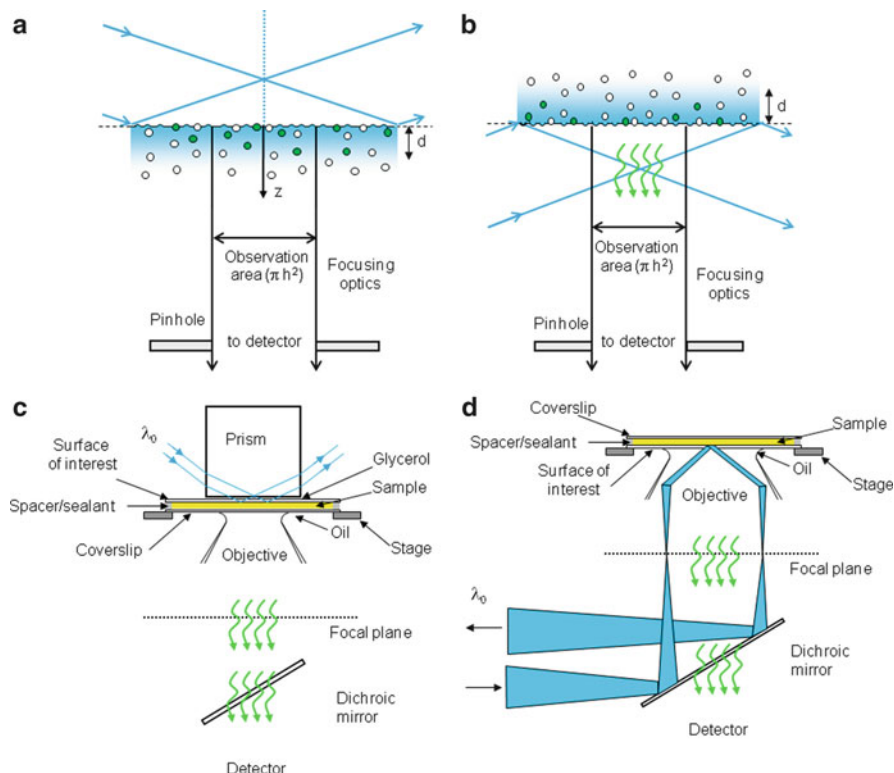 a
d
z
Observation
area (π h²)
Focusing
optics
Pinhole
to detector
b
d
Observation
area (π h²)
Focusing
optics
Pinhole
to detector
c
λ₀
Prism
Surface
of interest
Glycerol
Sample
Spacer/sealant
Coverslip
Objective
Oil
Stage
Focal plane
Dichroic
mirror
Detector
d
Coverslip
Spacer/sealant
Sample
Surface of
interest
Oil
Objective
Stage
Focal plane
λ₀
Dichroic
mirror
Detector